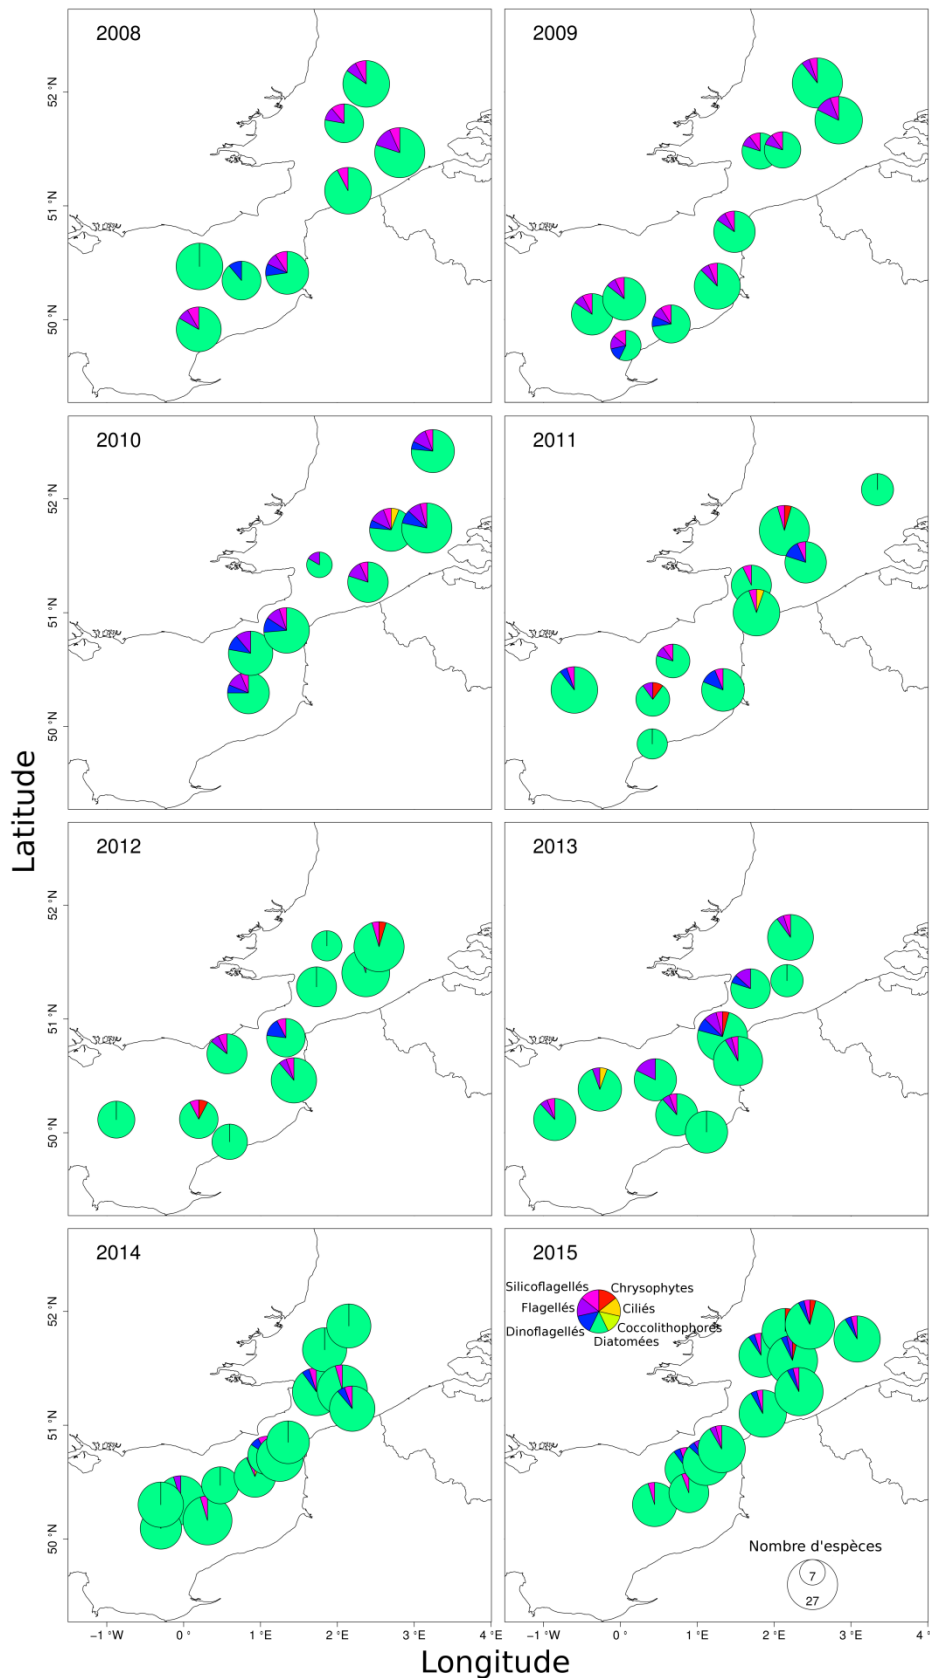 2008
2009
52 °N
51 °N
50 °N
2010
2011
52 °N
51 °N
50 °N
Latitude
2012
2013
52 °N
51 °N
50 °N
2014
2015
Silicoflagellés
Chrysophytes
Flagellés
Ciliés
Dinoflagellés
Coccolithophores
Diatomées
52 °N
51 °N
50 °N
Nombre d'espèces
7
27
−1 °W 0 ° 1 °E 2 °E 3 °E 4 °E −1 °W 0 ° 1 °E 2 °E 3 °E
Longitude